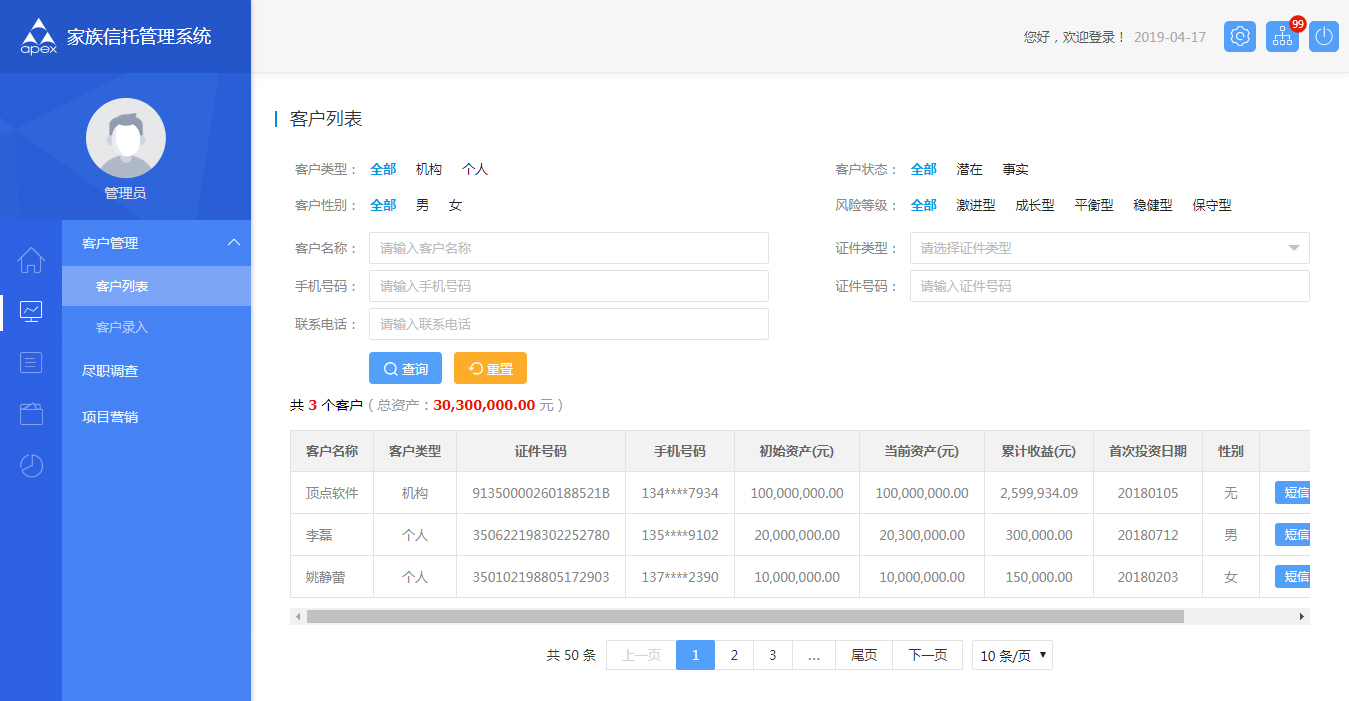 apex 家族信托管理系统
您好，欢迎登录！ 2019-04-17 99
管理员
客户管理
客户列表
客户录入
尽职调查
项目营销
客户列表
客户类型： 全部 机构 个人 客户状态： 全部 潜在 事实
客户性别： 全部 男 女 风险等级： 全部 激进型 成长型 平衡型 稳健型 保守型
客户名称： 请输入客户名称 证件类型： 请选择证件类型
手机号码： 请输入手机号码 证件号码： 请输入证件号码
联系电话： 请输入联系电话
查询 重置
共 3 个客户 ( 总资产：30,300,000.00 元 )
客户名称 客户类型 证件号码 手机号码 初始资产(元) 当前资产(元) 累计收益(元) 首次投资日期 性别
顶点软件 机构 91350000260188521B 134****7934 100,000,000.00 100,000,000.00 2,599,934.09 20180105 无 短信
李磊 个人 350622198302252780 135****9102 20,000,000.00 20,300,000.00 300,000.00 20180712 男 短信
姚静蕾 个人 350102198805172903 137****2390 10,000,000.00 10,000,000.00 150,000.00 20180203 女 短信
共 50 条 上一页 1 2 3 ... 尾页 下一页 10 条/页